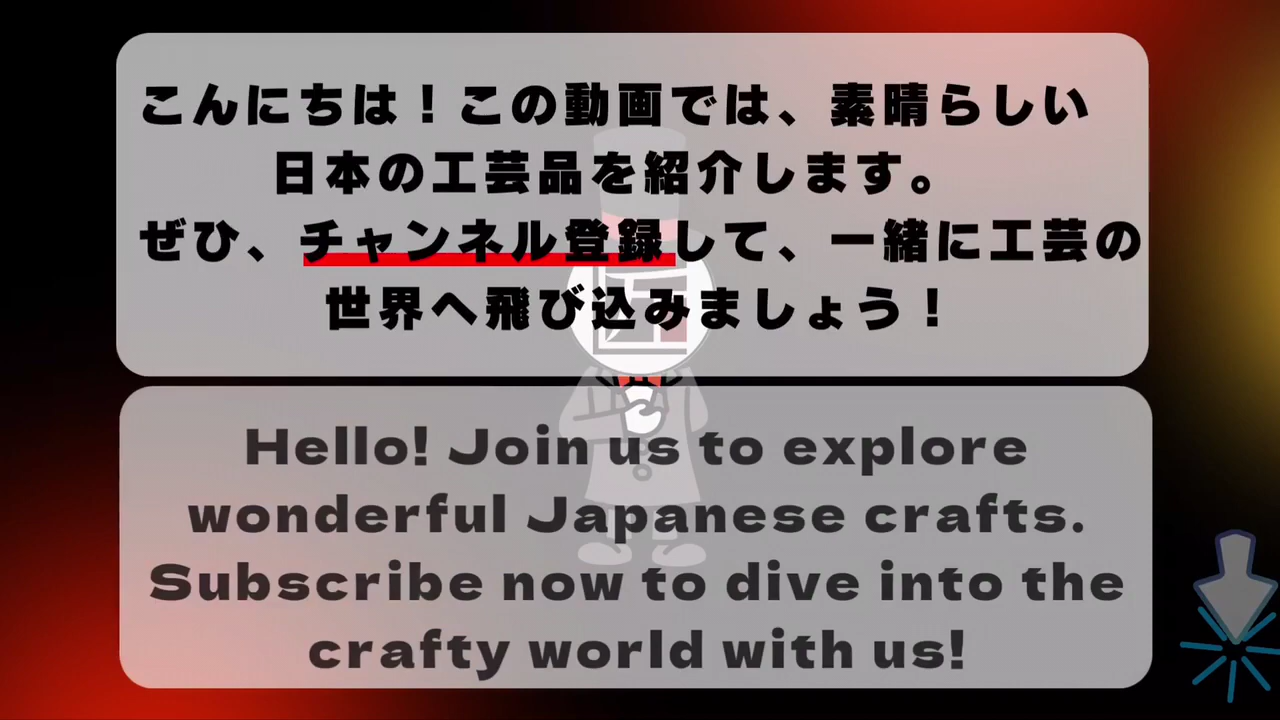 こんにちは！この動画では、素晴らしい
日本の工芸品を紹介します。
ぜひ、チャンネル登録して、一緒に工芸の
世界へ飛び込みましょう！
Hello! Join us to explore
wonderful Japanese crafts.
Subscribe now to dive into the
crafty world with us!